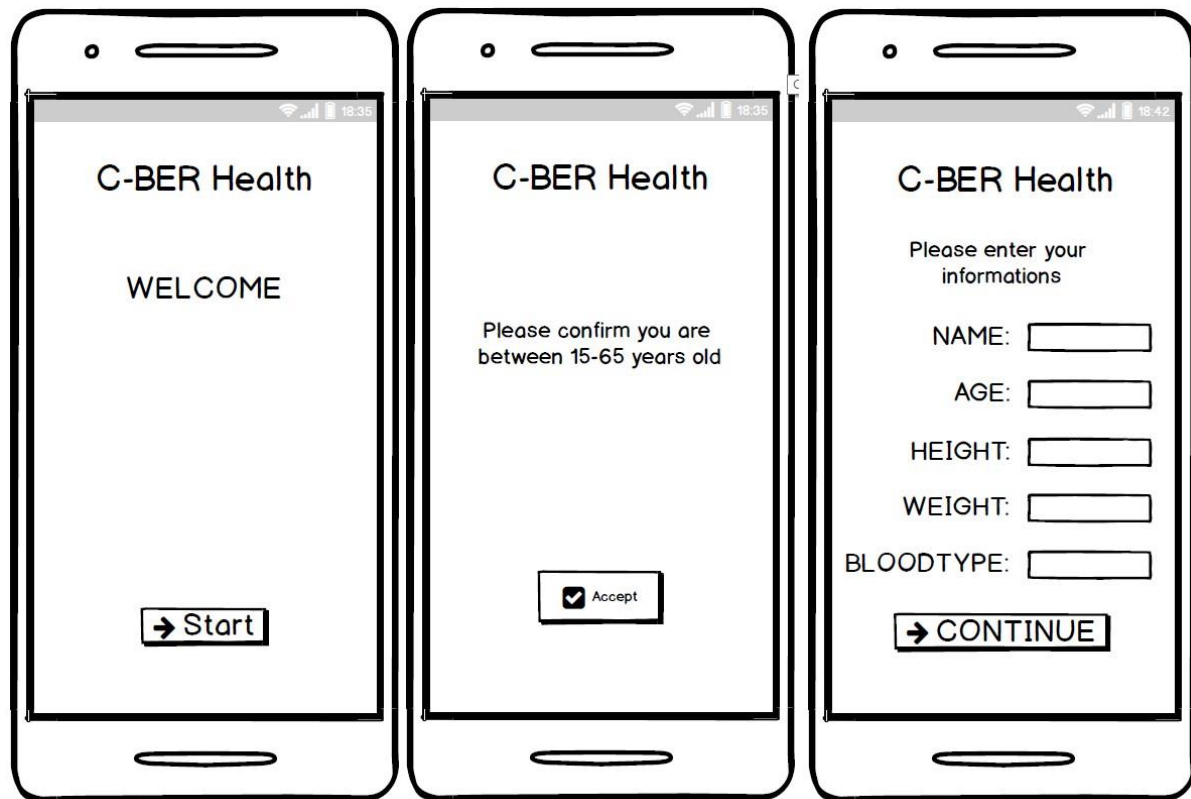 18:35
C-BER Health
WELCOME
Start
18:35
C-BER Health
Please confirm you are
between 15-65 years old
Accept
18:42
C-BER Health
Please enter your
informations
NAME:
AGE:
HEIGHT:
WEIGHT:
BLOODTYPE:
CONTINUE